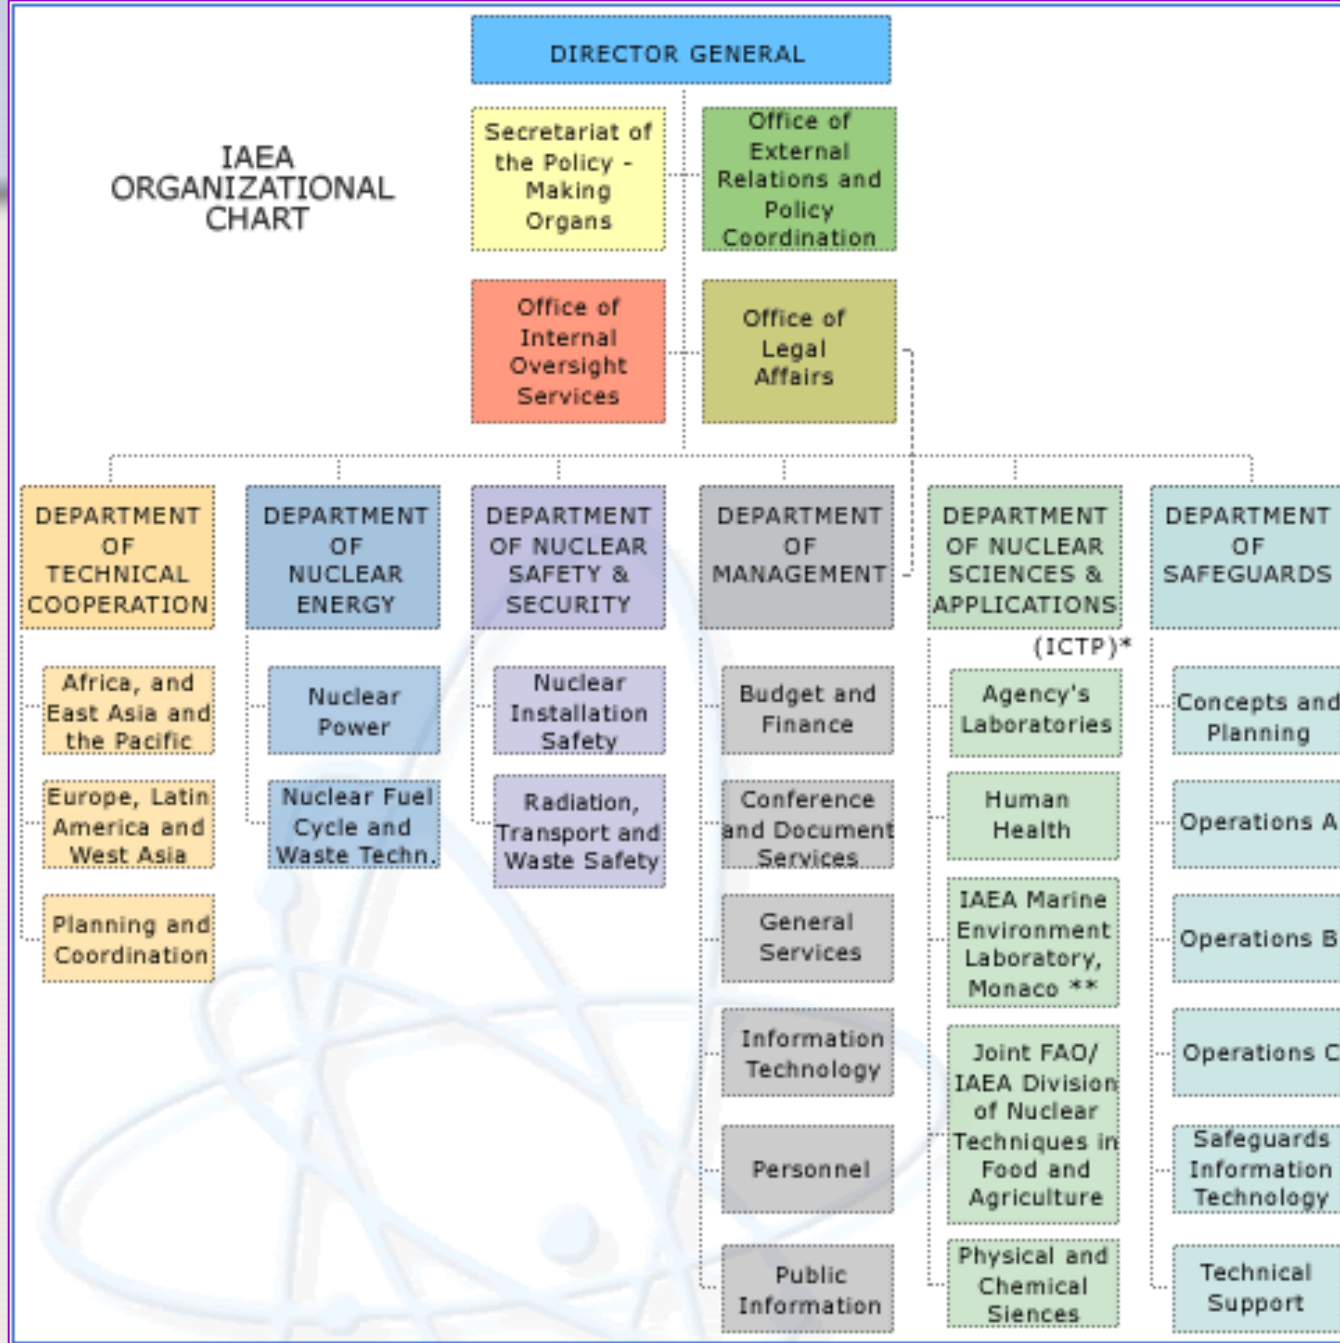 DIRECTOR GENERAL
IAEA
ORGANIZATIONAL
CHART
Secretariat of
the Policy -
Making
Organs
Office of
External
Relations and
Policy
Coordination
Office of
Internal
Oversight
Services
Office of
Legal
Affairs
DEPARTMENT
OF
TECHNICAL
COOPERATION
Africa, and
East Asia and
the Pacific
Europe, Latin
America and
West Asia
Planning and
Coordination
DEPARTMENT
OF
NUCLEAR
ENERGY
Nuclear
Power
Nuclear Fuel
Cycle and
Waste Techn.
DEPARTMENT
OF NUCLEAR
SAFETY &
SECURITY
Nuclear
Installation
Safety
Radiation,
Transport and
Waste Safety
DEPARTMENT
OF
MANAGEMENT
Budget and
Finance
Conference
and Document
Services
General
Services
Information
Technology
Personnel
Public
Information
DEPARTMENT
OF NUCLEAR
SCIENCES &
APPLICATIONS
(ICTP)*
Agency's
Laboratories
Human
Health
IAEA Marine
Environment
Laboratory,
Monaco **
Joint FAO/
IAEA Division
of Nuclear
Techniques in
Food and
Agriculture
Physical and
Chemical
Siences
DEPARTMENT
OF
SAFEGUARDS
Concepts and
Planning
Operations A
Operations B
Operations C
Safeguards
Information
Technology
Technical
Support